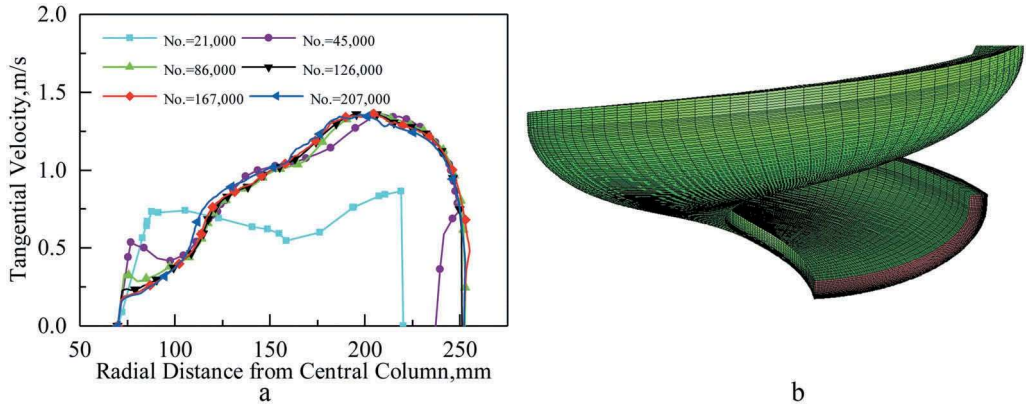 2.0
No.=21,000 No.=45,000
No.=86,000 No.=126,000
No.=167,000 No.=207,000
1.5
1.0
0.5
0.0
Tangential Velocity,m/s
50 100 150 200 250
Radial Distance from Central Column,mm
a b